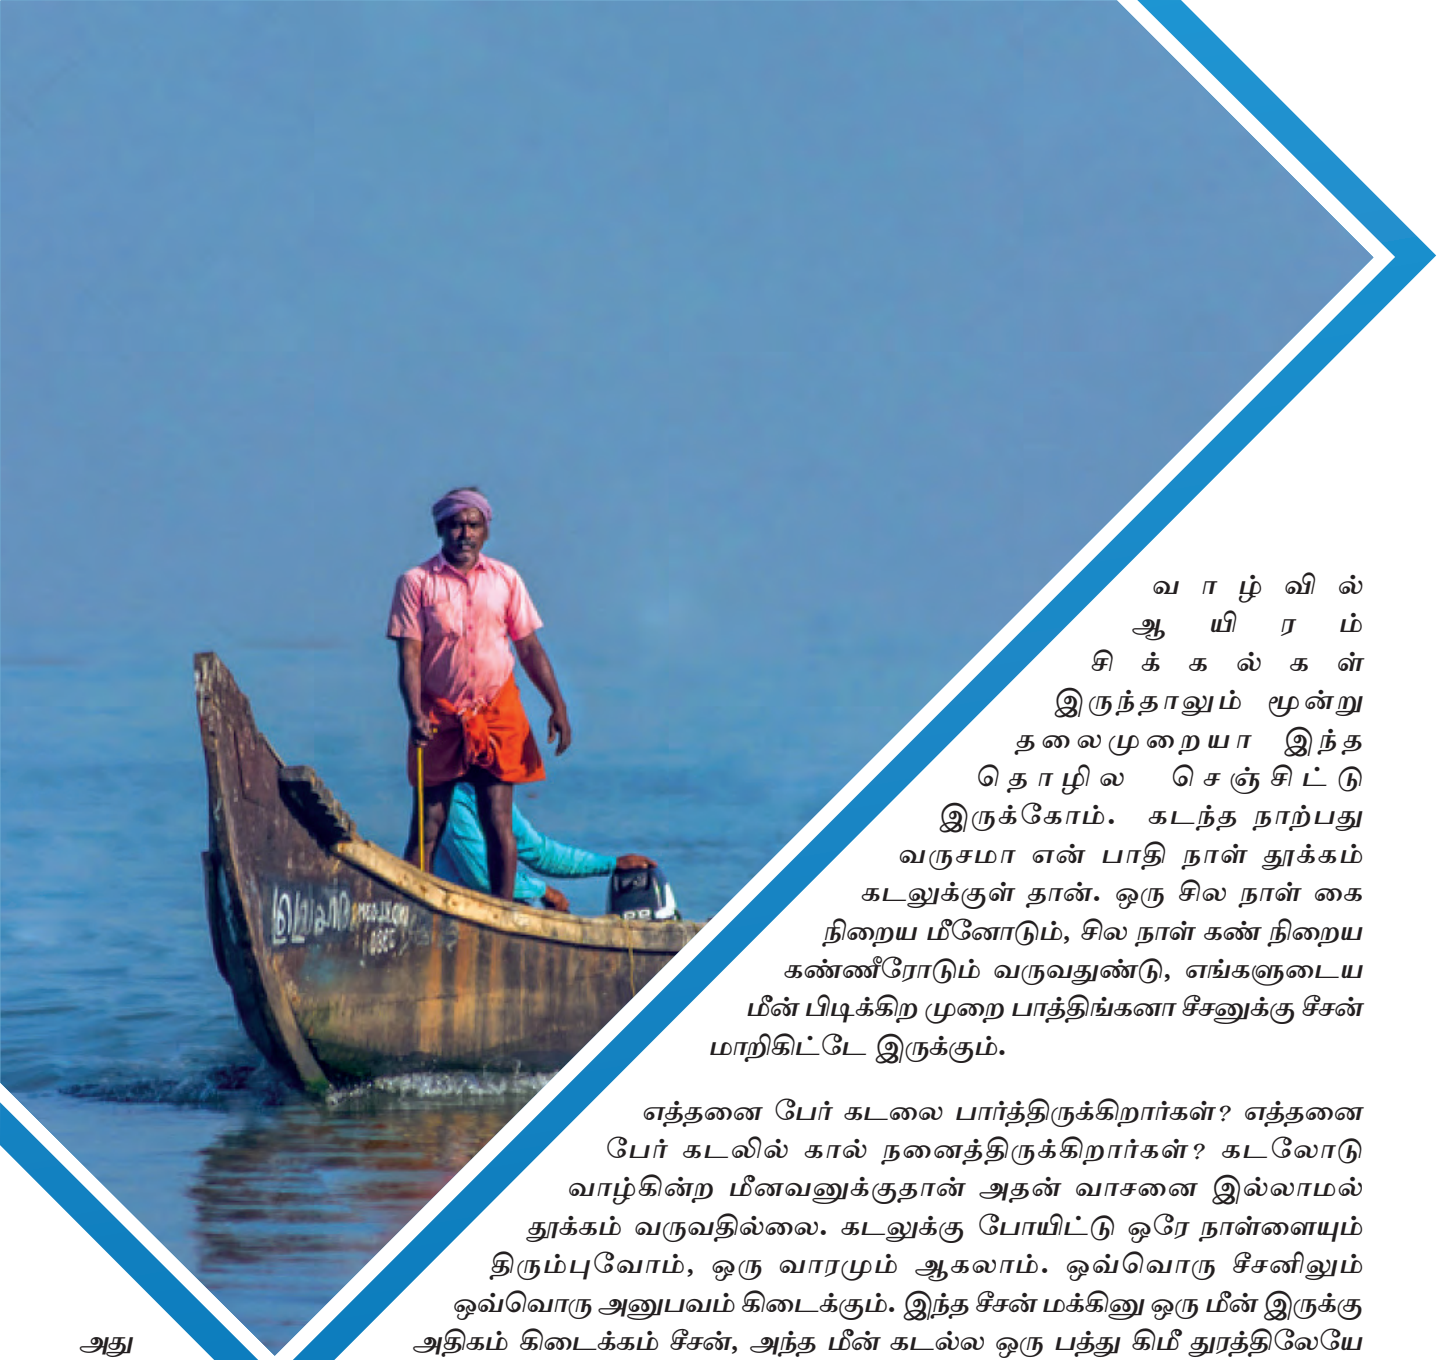 வாழ்வில்
ஆயிரம்
சிக்கல்கள்
இருந்தாலும் மூன்று
தலைமுறையா இந்த
தொழில செஞ்சிட்டு
இருக்கோம். கடந்த நாற்பது
வருசமா என் பாதி நாள் தூக்கம்
கடலுக்குள் தான். ஒரு சில நாள் கை
நிறைய மீனோடும், சில நாள் கண் நிறைய
கண்ணீரோடும் வருவதுண்டு, எங்களுடைய
மீன் பிடிக்கிற முறை பாத்திங்கனா சீசனுக்கு சீசன்
மாறிகிட்டே இருக்கும்.
எத்தனை பேர் கடலை பார்த்திருக்கிறார்கள்? எத்தனை
பேர் கடலில் கால் நனைத்திருக்கிறார்கள்? கடலோடு
வாழ்கின்ற மீனவனுக்குதான் அதன் வாசனை இல்லாமல்
தூக்கம் வருவதில்லை. கடலுக்கு போயிட்டு ஒரே நாள்ளையும்
திரும்புவோம், ஒரு வாரமும் ஆகலாம். ஒவ்வொரு சீசனிலும்
ஒவ்வொரு அனுபவம் கிடைக்கும். இந்த சீசன் மக்கினு ஒரு மீன் இருக்கு
அது அதிகம் கிடைக்கம் சீசன், அந்த மீன் கடல்ல ஒரு பத்து கிமீ துரத்திலேயே